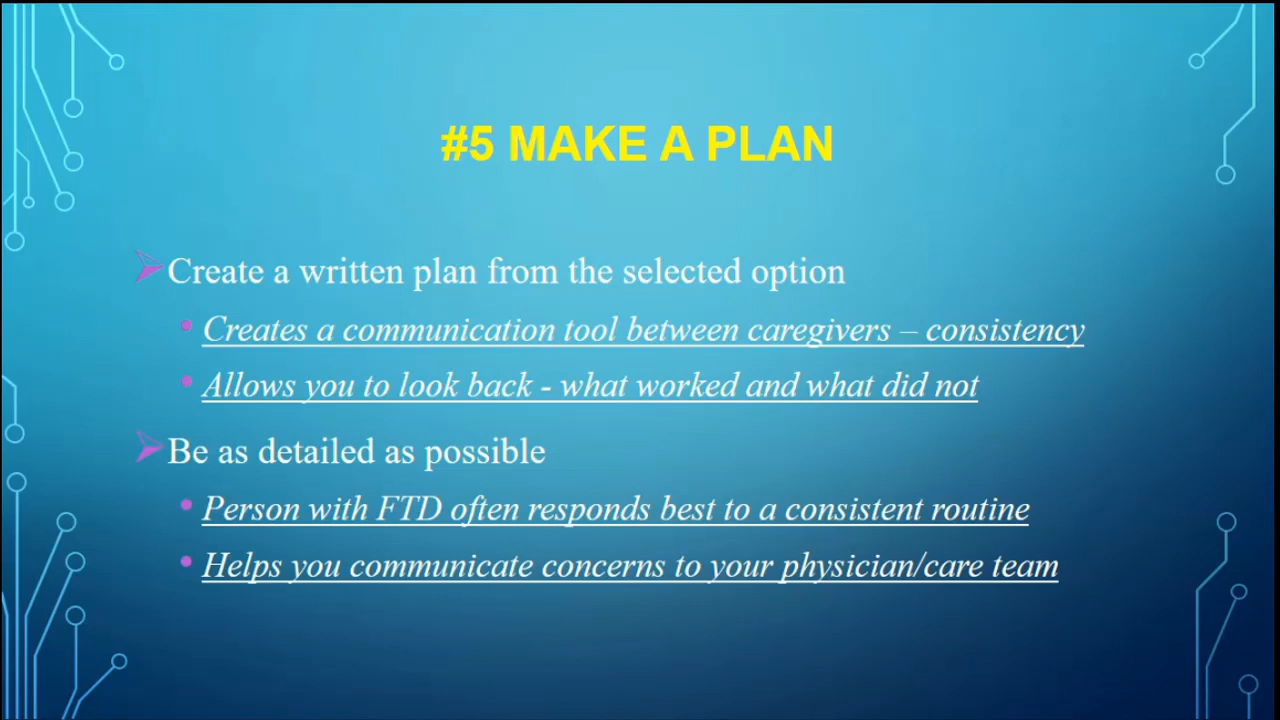 #5 MAKE A PLAN
Create a written plan from the selected option
Creates a communication tool between caregivers – consistency
Allows you to look back - what worked and what did not
Be as detailed as possible
Person with FTD often responds best to a consistent routine
Helps you communicate concerns to your physician/care team